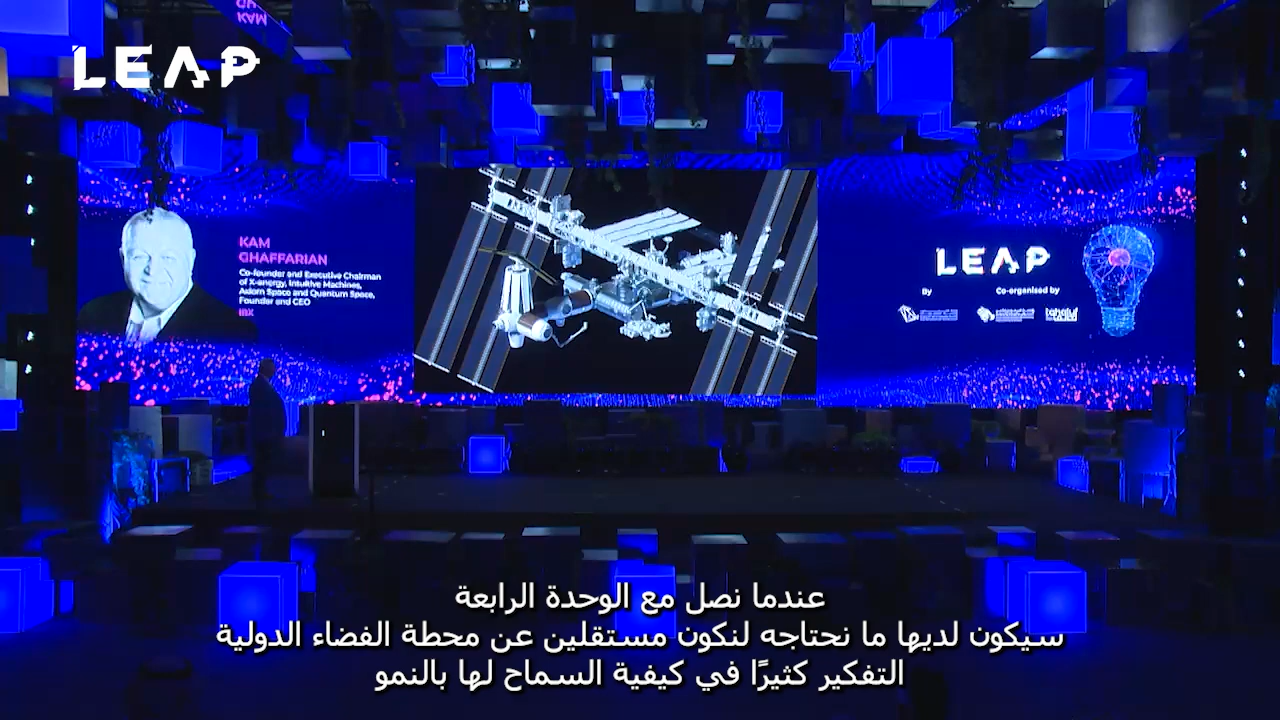 LEAP
KAM
GHAFFARIAN
Co-founder and Executive Chairman
of X-energy, Intuitive Machines,
Axiom Space and Quantum Space,
Founder and CEO
IBX
LEAP
By
Co-organised by
tahaluf
عندما نصل مع الوحدة الرابعة
سيكون لديها ما نحتاجه لنكون مستقلين عن محطة الفضاء الدولية
التفكير كثيرًا في كيفية السماح لها بالنمو